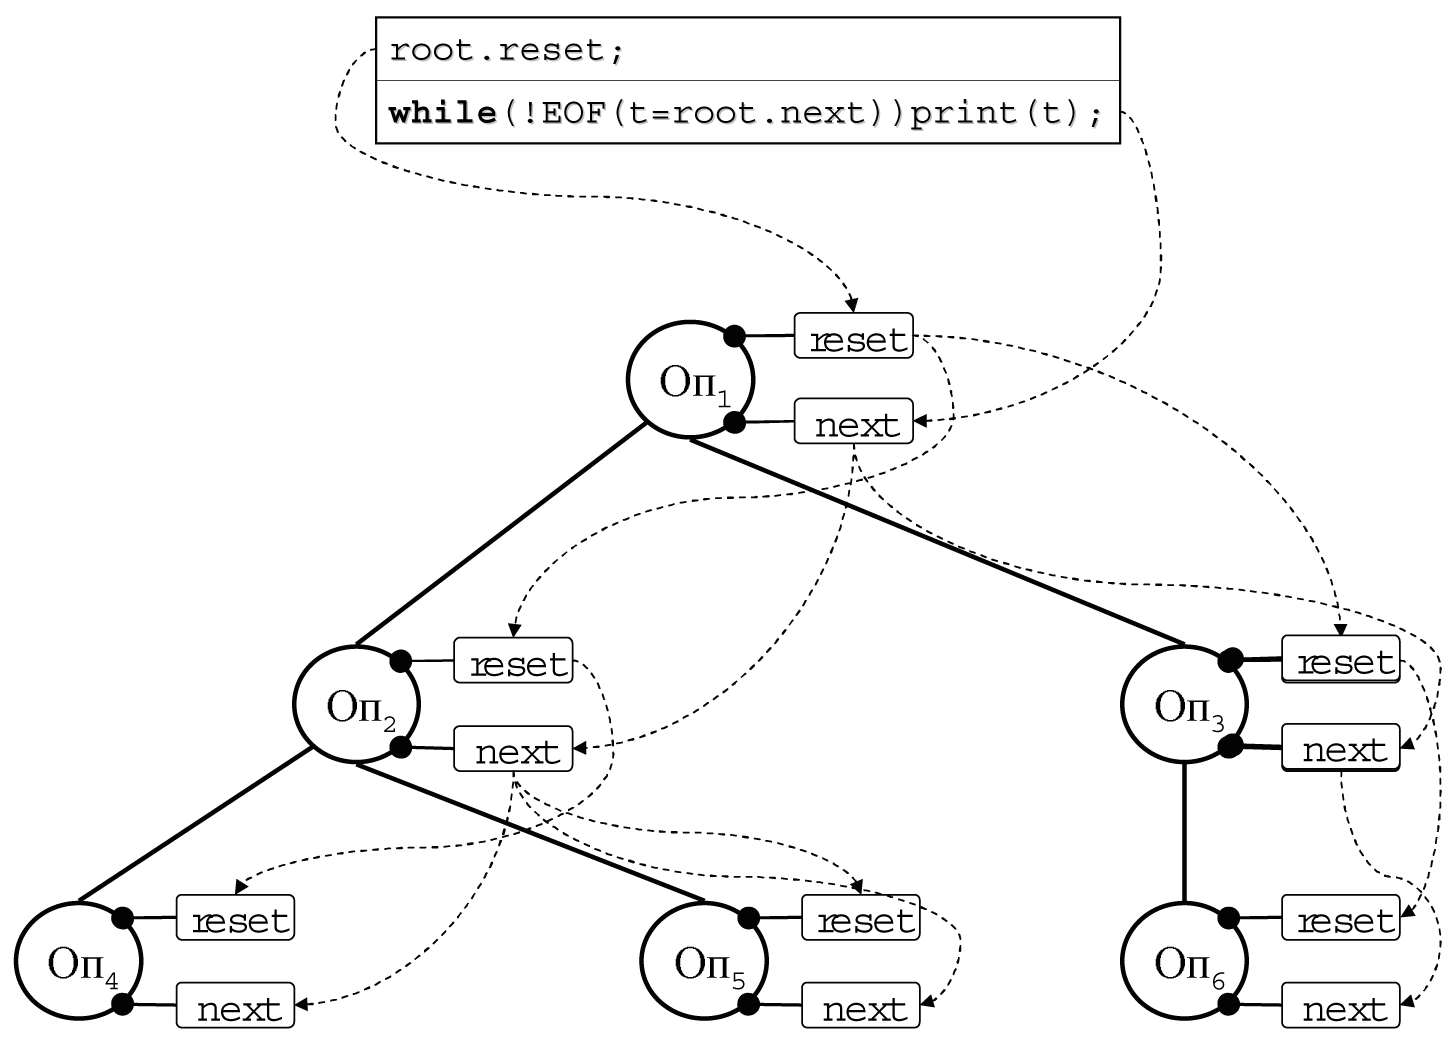 root.reset;
while(!EOF(t=root.next))print(t);
reset
Оп1
next
reset
Оп2
next
reset
Оп3
next
reset
Оп4
next
reset
Оп5
next
reset
Оп6
next